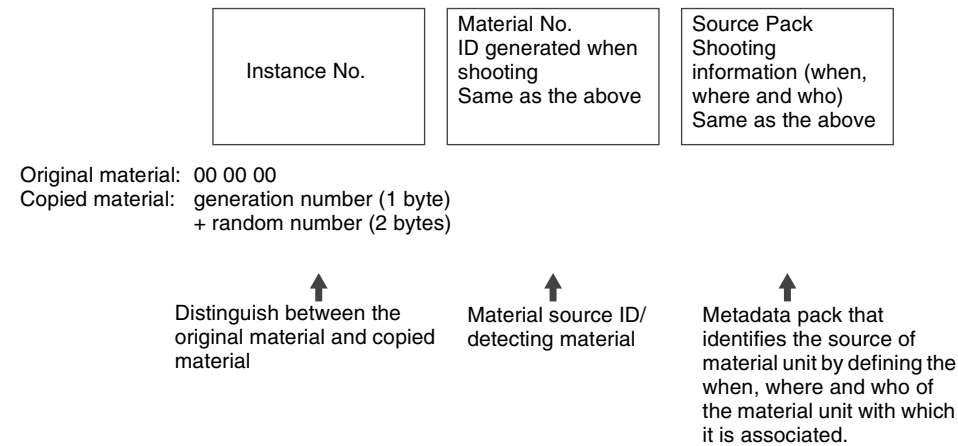 Instance No.
Material No.
ID generated when
shooting
Same as the above
Source Pack
Shooting
information (when,
where and who)
Same as the above
Original material: 00 00 00
Copied material: generation number (1 byte)
+ random number (2 bytes)
Distinguish between the
original material and copied
material
Material source ID/
detecting material
Metadata pack that
identifies the source of
material unit by defining the
when, where and who of
the material unit with which
it is associated.